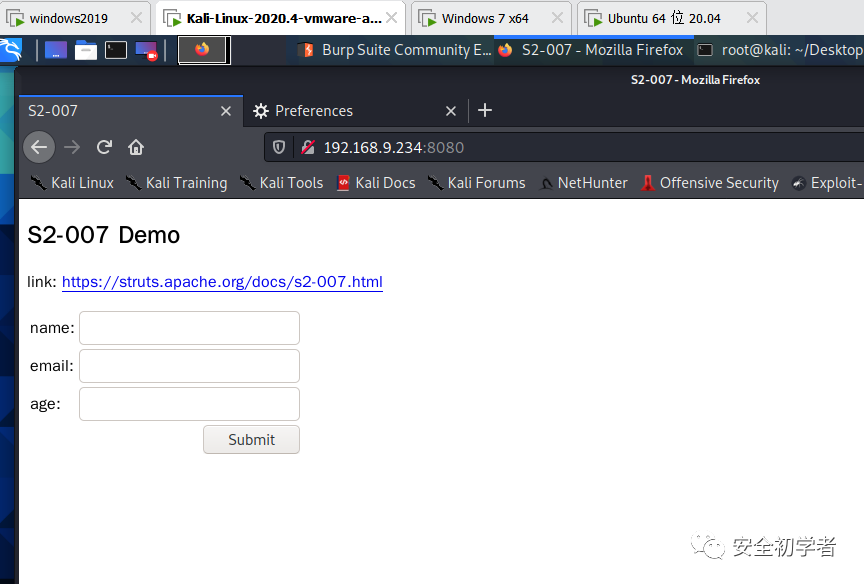 windows2019 Kali-Linux-2020.4-vmware-a... Windows 7 x64 Ubuntu 64 位 20.04
Burp Suite Community E... S2-007 - Mozilla Firefox root@kali: ~/Desktop
S2-007 - Mozilla Firefox
S2-007 Preferences
192.168.9.234:8080
Kali Linux Kali Training Kali Tools Kali Docs Kali Forums NetHunter Offensive Security Exploit-
S2-007 Demo
link: https://struts.apache.org/docs/s2-007.html
name:
email:
age:
Submit
安全初学者